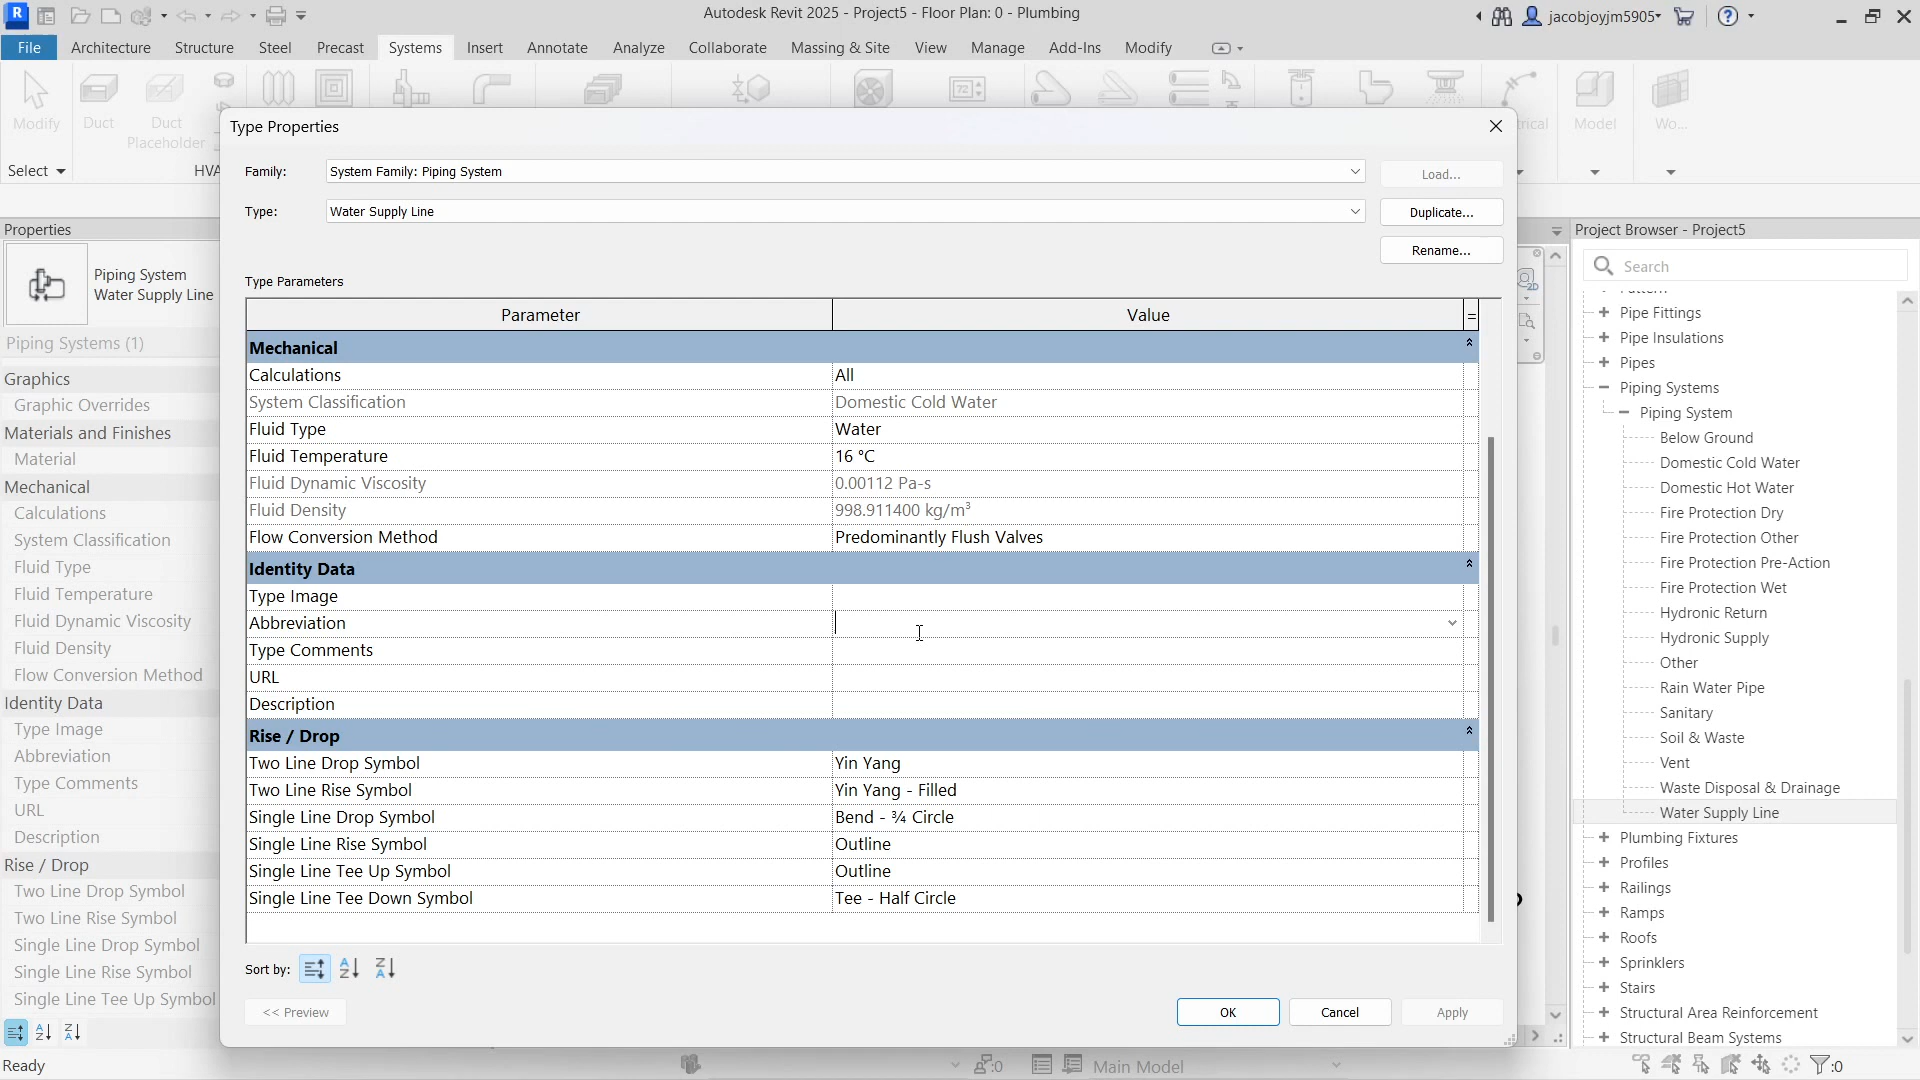 Autodesk Revit 2025 - Project5 - Floor Plan: 0 - Plumbing
jacobjoyjm5905
File
Architecture
Structure
Steel
Precast
Systems
Insert
Annotate
Analyze
Collaborate
Massing & Site
View
Manage
Add-Ins
Modify
Modify
Duct
Duct
Placeholder
Model
Wo...
Select
HVA
Type Properties
Family:
System Family: Piping System
Load...
Type:
Water Supply Line
Duplicate...
Rename...
Type Parameters
Parameter
Value
=
Mechanical
Calculations
All
System Classification
Domestic Cold Water
Fluid Type
Water
Fluid Temperature
16 °C
Fluid Dynamic Viscosity
0.00112 Pa-s
Fluid Density
998.911400 kg/m³
Flow Conversion Method
Predominantly Flush Valves
Identity Data
Type Image
Abbreviation
Type Comments
URL
Description
Rise / Drop
Two Line Drop Symbol
Yin Yang
Two Line Rise Symbol
Yin Yang - Filled
Single Line Drop Symbol
Bend - ¾ Circle
Single Line Rise Symbol
Outline
Single Line Tee Up Symbol
Outline
Single Line Tee Down Symbol
Tee - Half Circle
Sort by:
<< Preview
OK
Cancel
Apply
Properties
Piping System
Water Supply Line
Piping Systems (1)
Graphics
Graphic Overrides
Materials and Finishes
Material
Mechanical
Calculations
System Classification
Fluid Type
Fluid Temperature
Fluid Dynamic Viscosity
Fluid Density
Flow Conversion Method
Identity Data
Type Image
Abbreviation
Type Comments
URL
Description
Rise / Drop
Two Line Drop Symbol
Two Line Rise Symbol
Single Line Drop Symbol
Single Line Rise Symbol
Single Line Tee Up Symbol
Project Browser - Project5
Search
Pipe Fittings
Pipe Insulations
Pipes
Piping Systems
Piping System
Below Ground
Domestic Cold Water
Domestic Hot Water
Fire Protection Dry
Fire Protection Other
Fire Protection Pre-Action
Fire Protection Wet
Hydronic Return
Hydronic Supply
Other
Rain Water Pipe
Sanitary
Soil & Waste
Vent
Waste Disposal & Drainage
Water Supply Line
Plumbing Fixtures
Profiles
Railings
Ramps
Roofs
Sprinklers
Stairs
Structural Area Reinforcement
Structural Beam Systems
Ready
:0
Main Model
:0